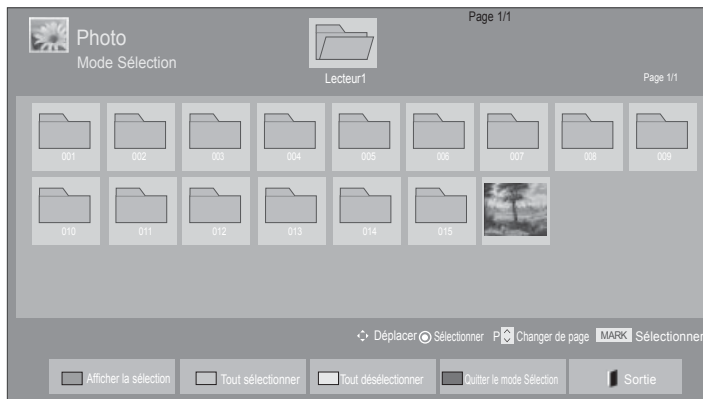 Page 1/1
Photo
Mode Sélection
Lecteur1
Page 1/1
001 002 003 004 005 006 007 008 009
010 011 012 013 014 015
Déplacer Sélectionner P Changer de page MARK Sélectionner
Afficher la sélection Tout sélectionner Tout désélectionner Quitter le mode Sélection Sortie